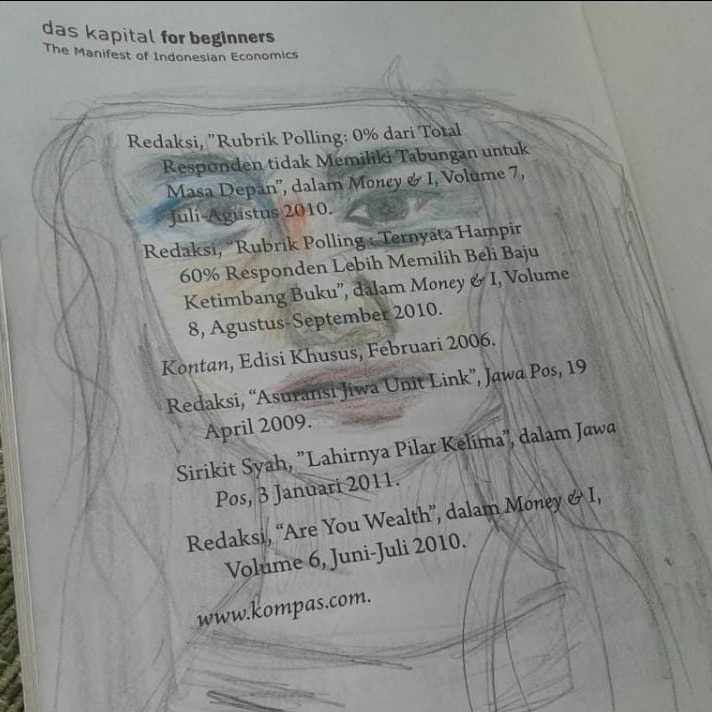 das kapital for beginners
The Manifest of Indonesian Economics
Redaksi, ”Rubrik Polling: 0% dari Total
Responden tidak Memiliki Tabungan untuk
Masa Depan”, dalam Money & I, Volume 7,
Juli-Agustus 2010.
Redaksi, “Rubrik Polling : Ternyata Hampir
60% Responden Lebih Memilih Beli Baju
Ketimbang Buku”, dalam Money & I, Volume
8, Agustus-September 2010.
Kontan, Edisi Khusus, Februari 2006.
Redaksi, “Asuransi Jiwa Unit Link”, Jawa Pos, 19
April 2009.
Sirikit Syah, ”Lahirnya Pilar Kelima”, dalam Jawa
Pos, 3 Januari 2011.
Redaksi, “Are You Wealth”, dalam Money & I,
Volume 6, Juni-Juli 2010.
www.kompas.com.